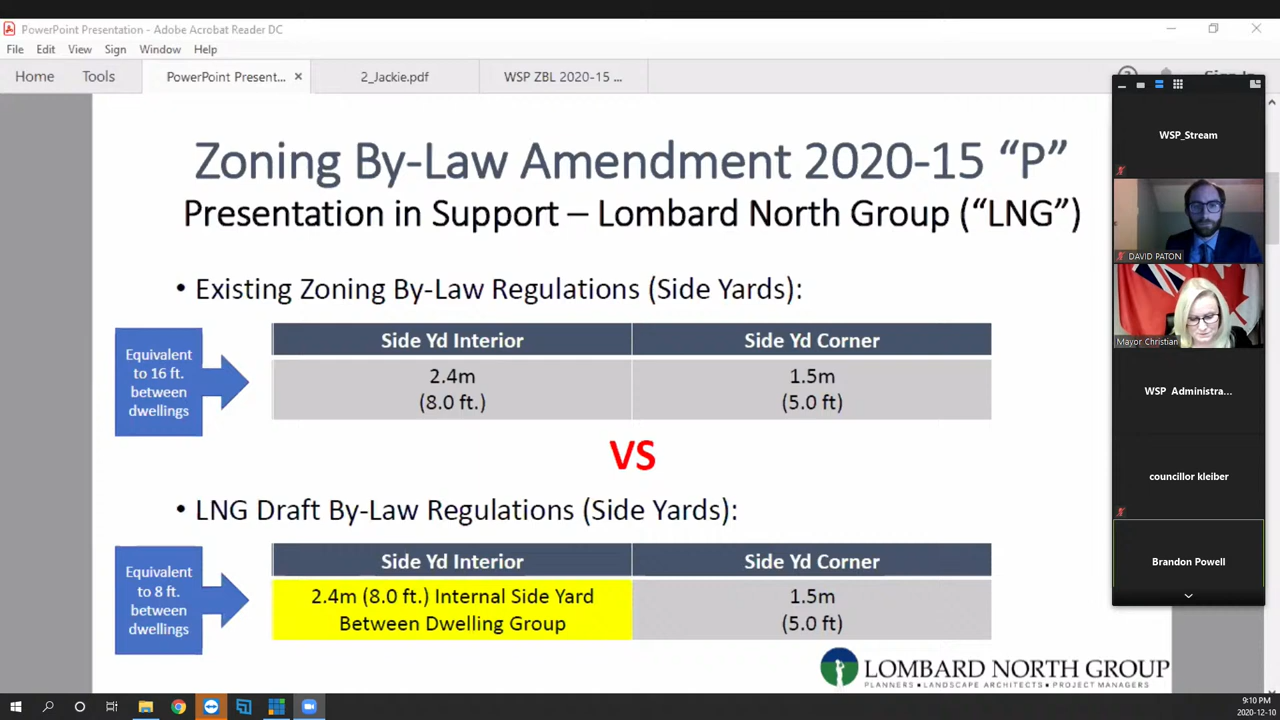 PowerPoint Presentation - Adobe Acrobat Reader DC
File Edit View Sign Window Help
Home Tools PowerPoint Present... × 2_Jackie.pdf WSP ZBL 2020-15 ...
Zoning By-Law Amendment 2020-15 “P”
Presentation in Support – Lombard North Group (“LNG”)
• Existing Zoning By-Law Regulations (Side Yards):
Equivalent
to 16 ft.
between
dwellings
Side Yd Interior Side Yd Corner
2.4m 1.5m
(8.0 ft.) (5.0 ft)
VS
• LNG Draft By-Law Regulations (Side Yards):
Equivalent
to 8 ft.
between
dwellings
Side Yd Interior Side Yd Corner
2.4m (8.0 ft.) Internal Side Yard 1.5m
Between Dwelling Group (5.0 ft)
LOMBARD NORTH GROUP
PLANNERS • LANDSCAPE ARCHITECTS • PROJECT MANAGERS
WSP_Stream
DAVID PATON
Mayor Christian
WSP Administra...
councillor kleiber
Brandon Powell
9:10 PM
2020-12-10